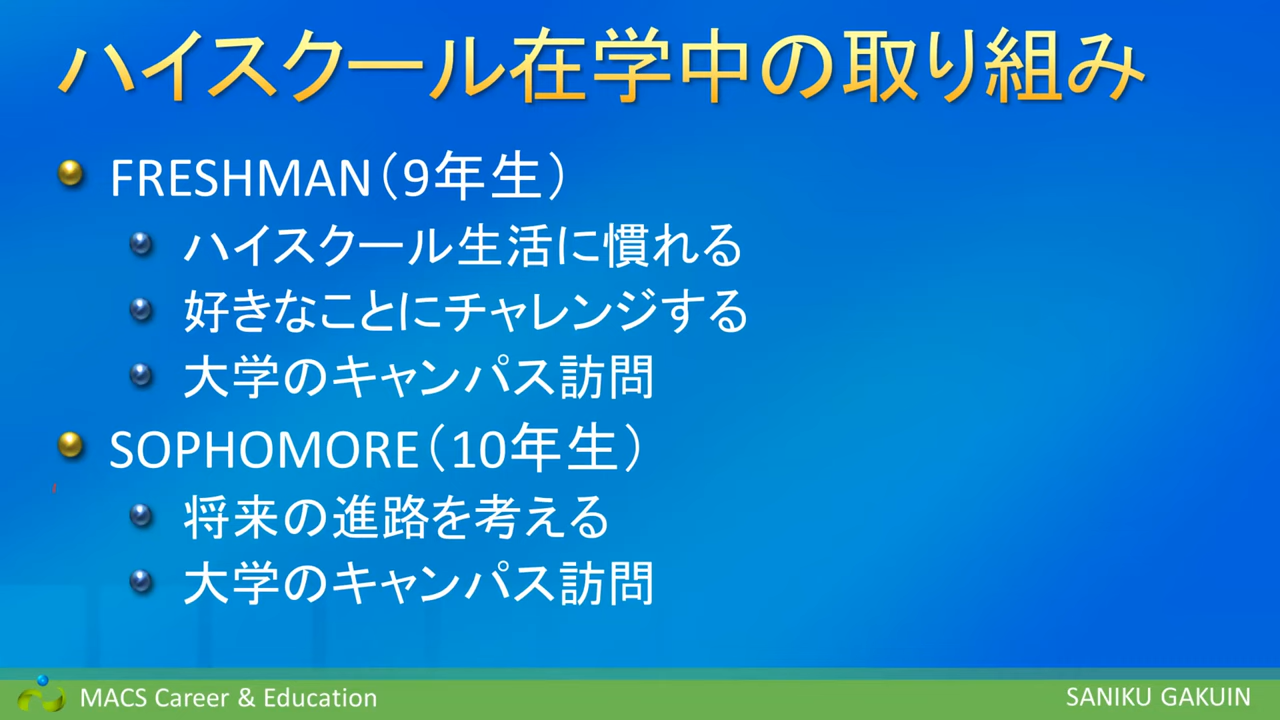 ハイスクール在学中の取り組み
FRESHMAN（9年生）
ハイスクール生活に慣れる
好きなことにチャレンジする
大学のキャンパス訪問
SOPHOMORE（10年生）
将来の進路を考える
大学のキャンパス訪問
MACS Career & Education
SANIKU GAKUIN